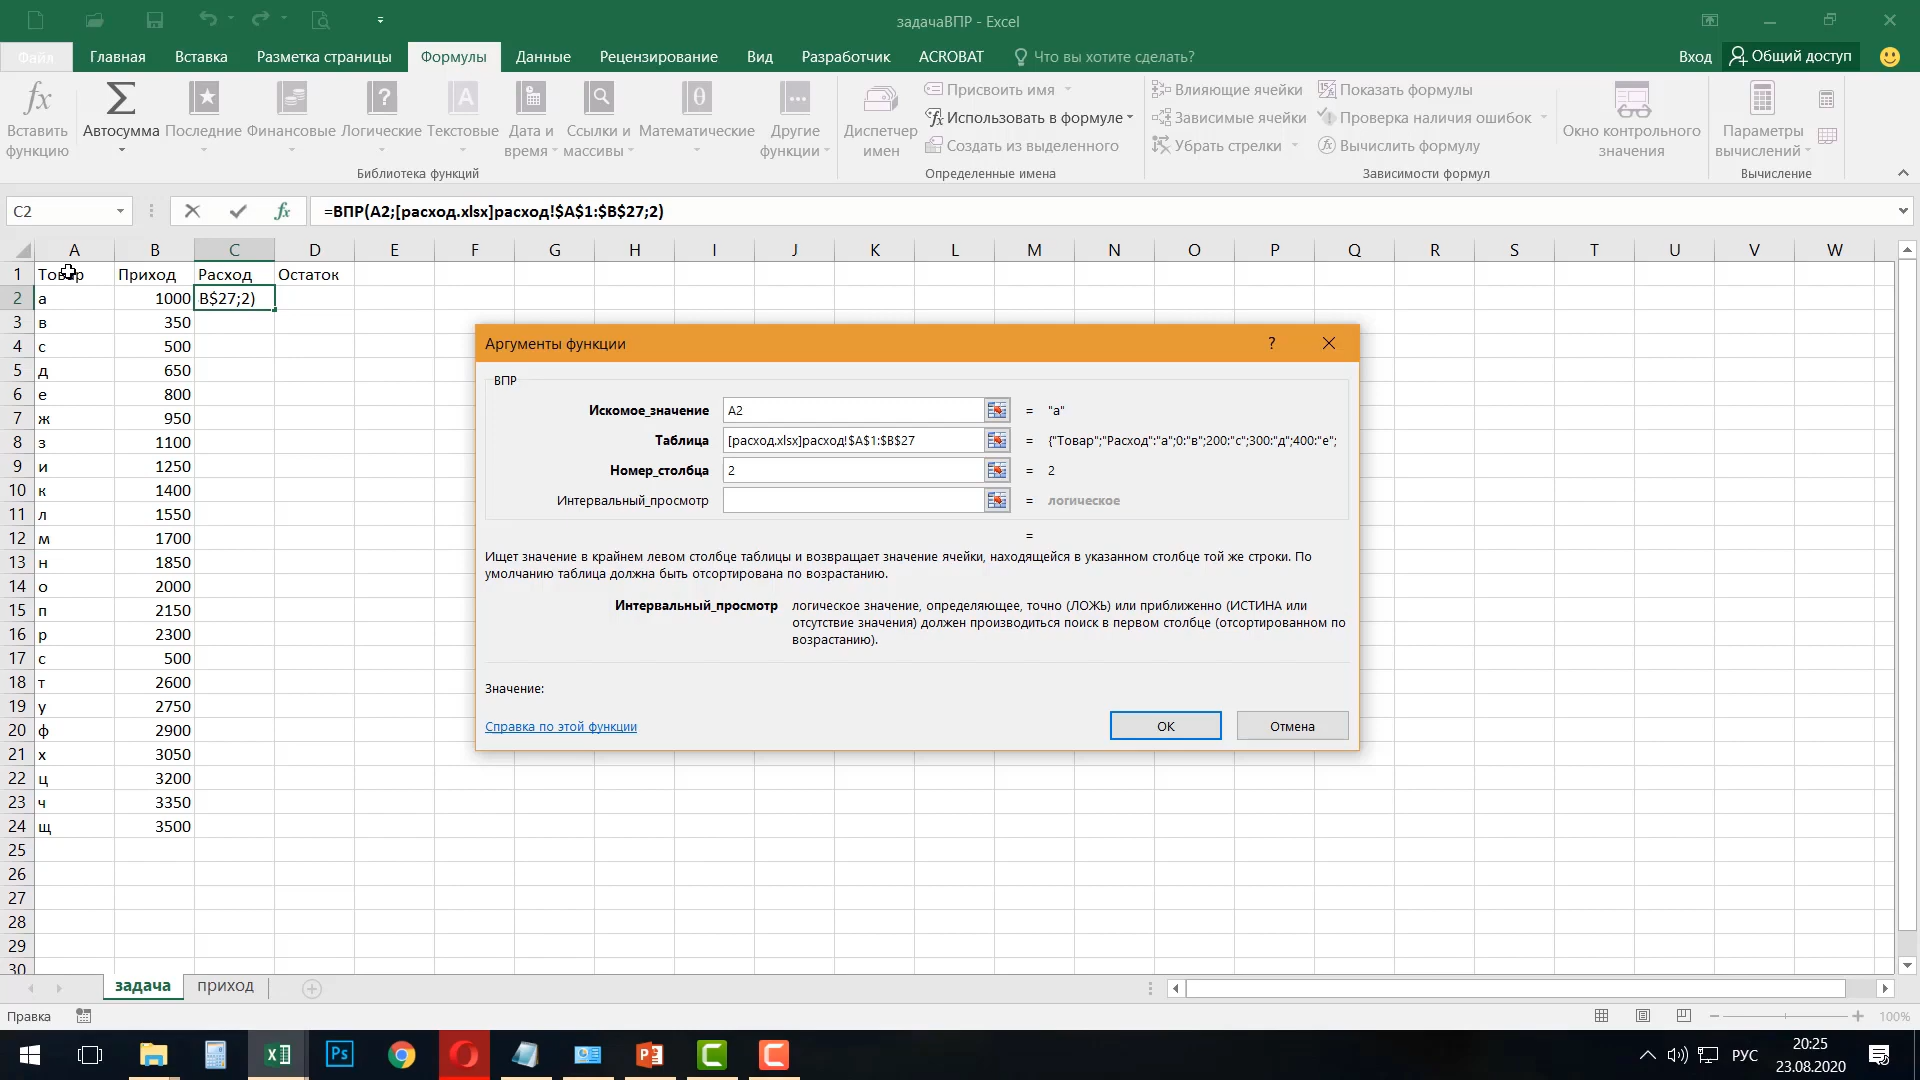 задачаВПР - Excel
Файл Главная Вставка Разметка страницы Формулы Данные Рецензирование Вид Разработчик ACROBAT Что вы хотите сделать? Вход Общий доступ
Вставить функцию
Автосумма
Последние
Финансовые
Логические
Текстовые
Дата и время
Ссылки и массивы
Математические
Другие функции
Библиотека функций
Диспетчер имен
Присвоить имя
Использовать в формуле
Создать из выделенного
Определенные имена
Влияющие ячейки
Зависимые ячейки
Убрать стрелки
Показать формулы
Проверка наличия ошибок
Вычислить формулу
Зависимости формул
Окно контрольного значения
Параметры вычислений
Вычисление
C2 fx =ВПР(A2;[расход.xlsx]расход!$A$1:$B$27;2)
A B C D E F G H I J K L M N O P Q R S T U V W
1 Товар Приход Расход Остаток
2 а 1000 B$27;2)
3 в 350
4 с 500
5 д 650
6 е 800
7 ж 950
8 з 1100
9 и 1250
10 к 1400
11 л 1550
12 м 1700
13 н 1850
14 о 2000
15 п 2150
16 р 2300
17 с 500
18 т 2600
19 у 2750
20 ф 2900
21 х 3050
22 ц 3200
23 ч 3350
24 щ 3500
25
26
27
28
29
30
Аргументы функции ?
ВПР
Искомое_значение A2 = "а"
Таблица [расход.xlsx]расход!$A$1:$B$27 = {"Товар";"Расход":"а";0:"в";200:"с";300:"д";400:"е";
Номер_столбца 2 = 2
Интервальный_просмотр = логическое
=
Ищет значение в крайнем левом столбце таблицы и возвращает значение ячейки, находящейся в указанном столбце той же строки. По
умолчанию таблица должна быть отсортирована по возрастанию.
Интервальный_просмотр логическое значение, определяющее, точно (ЛОЖЬ) или приближенно (ИСТИНА или
отсутствие значения) должен производиться поиск в первом столбце (отсортированном по
возрастанию).
Значение:
Справка по этой функции
ОК Отмена
задача приход
Правка 100%
Ps
РУС
20:25
23.08.2020